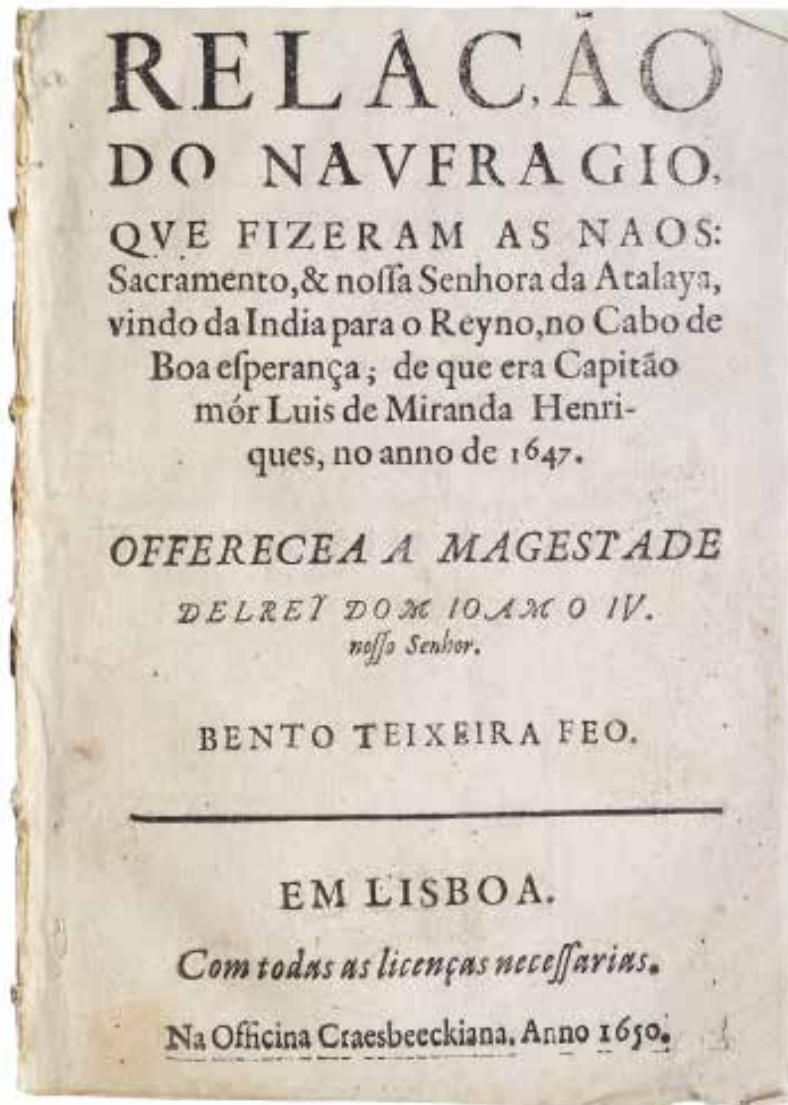 RELAÇÃO
DO NAVFRAGIO,
QVE FIZERAM AS NAOS:
Sacramento, & noſſa Senhora da Atalaya,
vindo da India para o Reyno, no Cabo de
Boa eſperança; de que era Capitão
mór Luis de Miranda Henri-
ques, no anno de 1647.
OFFERECEA A MAGESTADE
DELREY DOM IOAM O IV.
noſſo Senhor.
BENTO TEIXEIRA FEO.
EM LISBOA.
Com todas as licenças neceſſarias.
Na Officina Craesbeeckiana. Anno 1650.